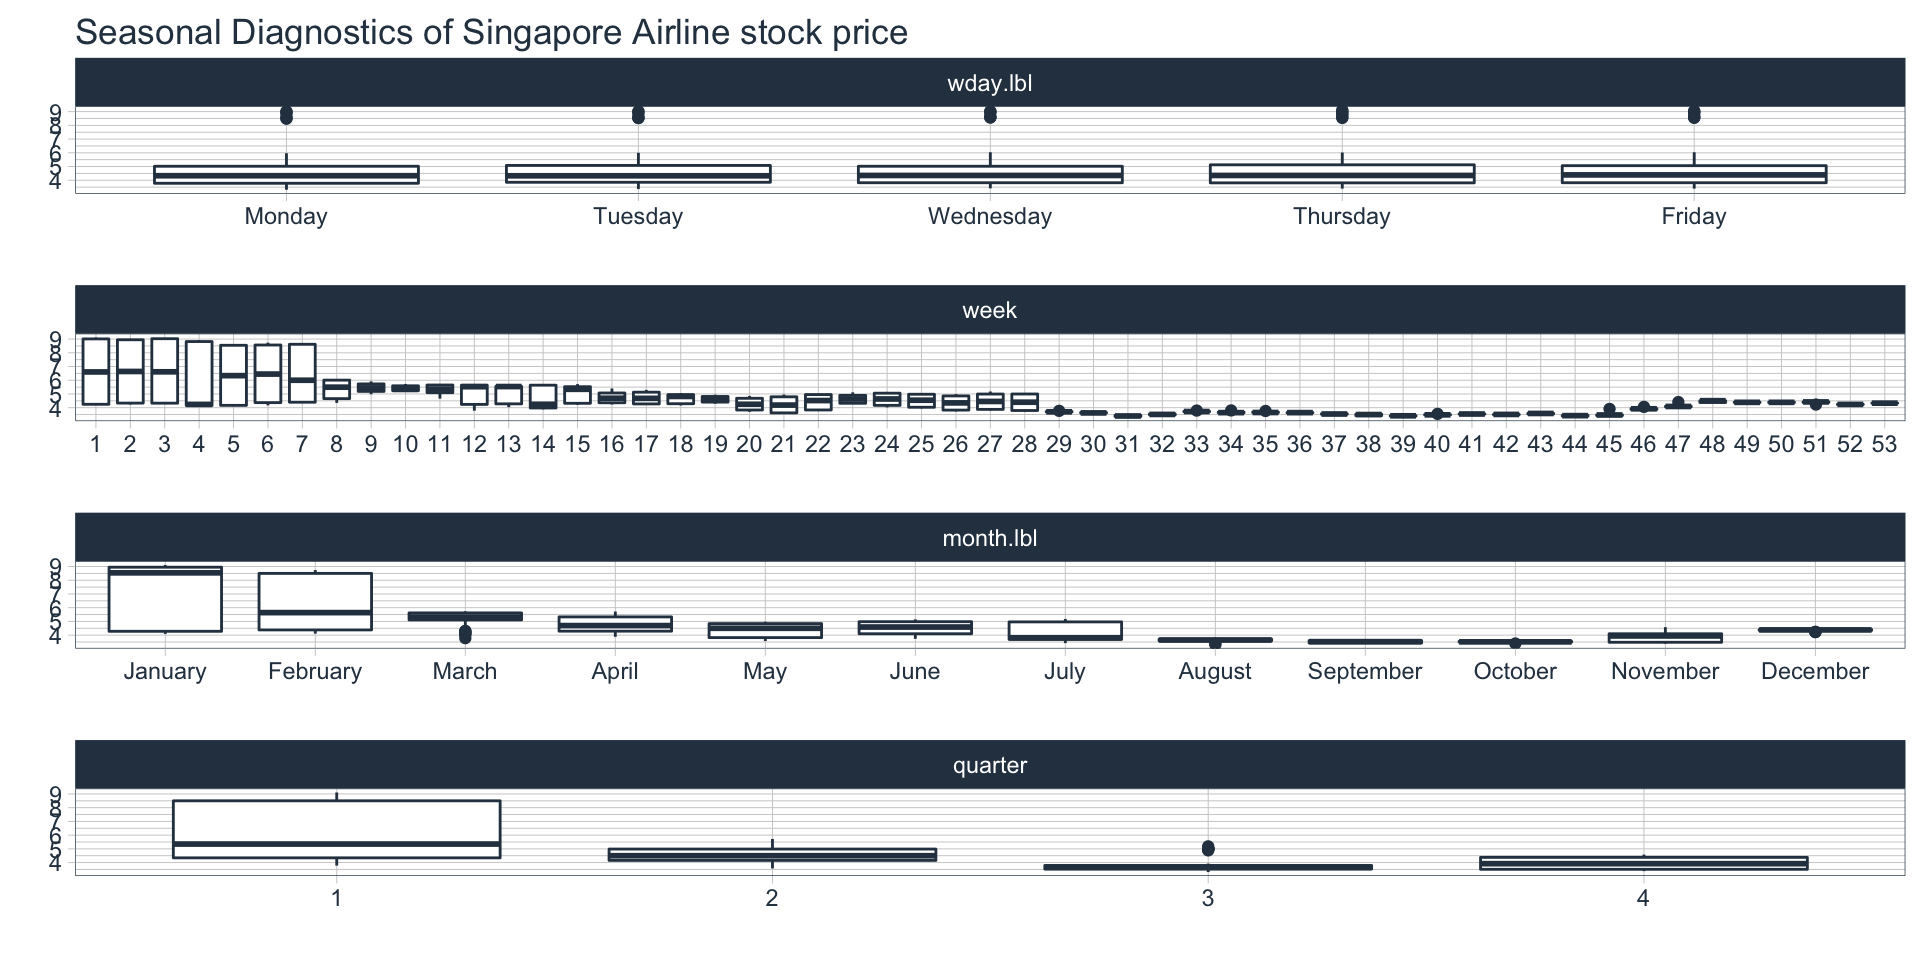 Seasonal Diagnostics of Singapore Airline stock price
wday.lbl
9
8
7
6
5
4
Monday Tuesday Wednesday Thursday Friday
week
9
8
7
6
5
4
1 2 3 4 5 6 7 8 9 10 11 12 13 14 15 16 17 18 19 20 21 22 23 24 25 26 27 28 29 30 31 32 33 34 35 36 37 38 39 40 41 42 43 44 45 46 47 48 49 50 51 52 53
month.lbl
9
8
7
6
5
4
January February March April May June July August September October November December
quarter
9
8
7
6
5
4
1 2 3 4